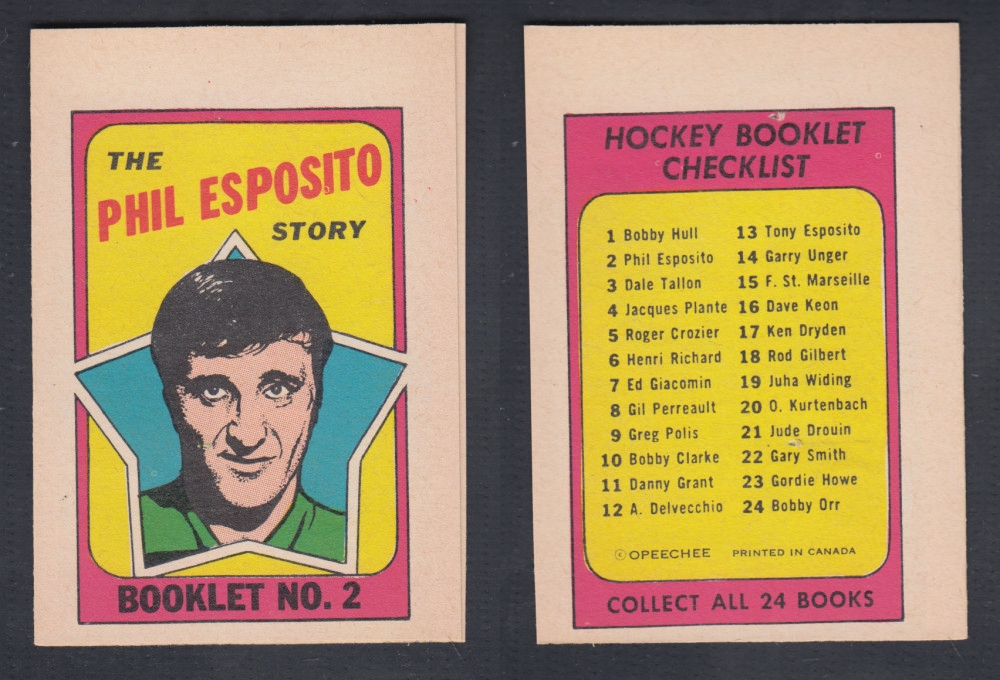 THE
PHIL ESPOSITO
STORY
BOOKLET NO. 2
HOCKEY BOOKLET
CHECKLIST
1 Bobby Hull
2 Phil Esposito
3 Dale Tallon
4 Jacques Plante
5 Roger Crozier
6 Henri Richard
7 Ed Giacomin
8 Gil Perreault
9 Greg Polis
10 Bobby Clarke
11 Danny Grant
12 A. Delvecchio
13 Tony Esposito
14 Garry Unger
15 F. St. Marseille
16 Dave Keon
17 Ken Dryden
18 Rod Gilbert
19 Juha Widing
20 O. Kurtenbach
21 Jude Drouin
22 Gary Smith
23 Gordie Howe
24 Bobby Orr
© OPEECHEE PRINTED IN CANADA
COLLECT ALL 24 BOOKS